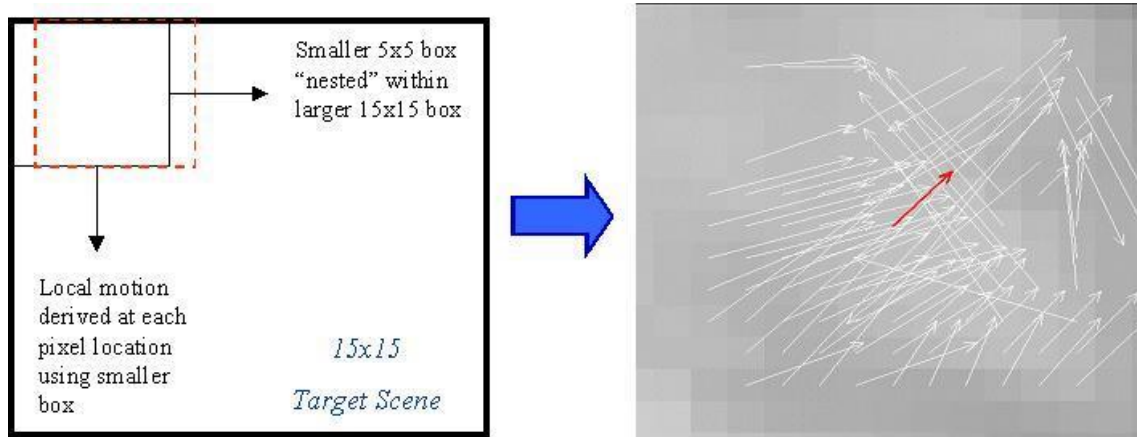 Smaller 5x5 box
“nested” within
larger 15x15 box
Local motion
derived at each
pixel location
using smaller
box
15x15
Target Scene